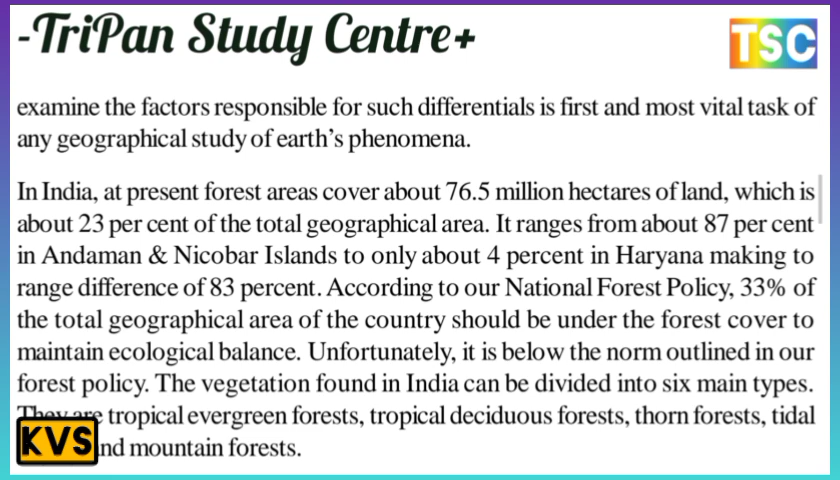 -TriPan Study Centre+
TSC
examine the factors responsible for such differentials is first and most vital task of
any geographical study of earth's phenomena.
In India, at present forest areas cover about 76.5 million hectares of land, which is
about 23 per cent of the total geographical area. It ranges from about 87 per cent
in Andaman & Nicobar Islands to only about 4 percent in Haryana making to
range difference of 83 percent. According to our National Forest Policy, 33% of
the total geographical area of the country should be under the forest cover to
maintain ecological balance. Unfortunately, it is below the norm outlined in our
forest policy. The vegetation found in India can be divided into six main types.
They are tropical evergreen forests, tropical deciduous forests, thorn forests, tidal
KVS nd mountain forests.